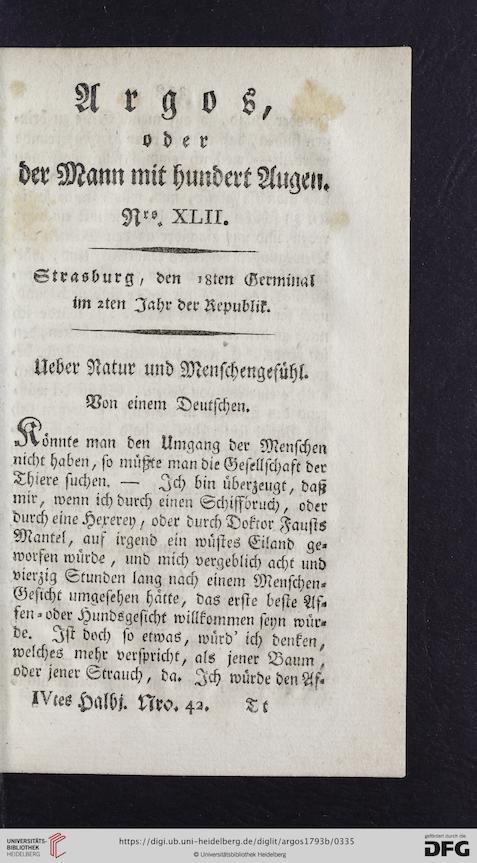 Argos,
oder
der Mann mit hundert Augen.
Nro. XLII.
Strasburg, den 18ten Germinal
im 2ten Jahr der Republik.
Ueber Natur und Menschengefühl.
Von einem Deutschen.
Könnte man den Umgang der Menschen
nicht haben, so müßte man die Gesellschaft der
Thiere suchen. — Ich bin überzeugt, daß
mir, wenn ich durch einen Schiffbruch, oder
durch eine Hexerey, oder durch Doktor Fausts
Mantel, auf irgend ein wüstes Eiland ge-
worfen würde, und mich vergeblich acht und
vierzig Stunden lang nach einem Menschen-
Gesicht umgesehen hätte, das erste beste Af-
fen- oder Hundsgesicht willkommen seyn wür-
de. Ist doch so etwas, würd' ich denken,
welches mehr verspricht, als jener Baum,
oder jener Strauch, da. Ich würde den Af-
IVtes Halbj. Nro. 42. Tt
UNIVERSITÄTS-
BIBLIOTHEK
HEIDELBERG
https://digi.ub.uni-heidelberg.de/diglit/argos1793b/0335
© Universitätsbibliothek Heidelberg
gefördert durch die
DFG